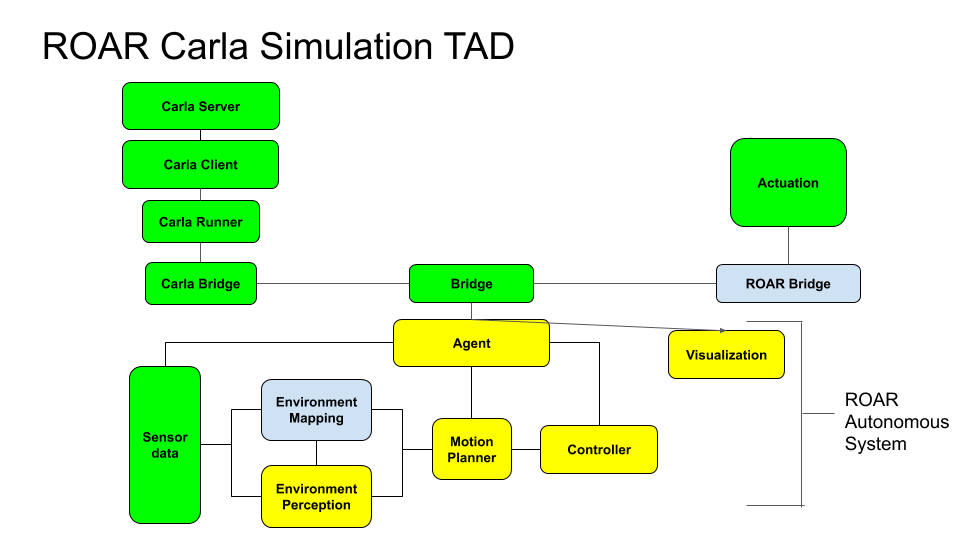 ROAR Carla Simulation TAD
Carla Server
Carla Client
Actuation
Carla Runner
Carla Bridge
Bridge
ROAR Bridge
Agent
Visualization
Environment
Mapping
ROAR
Autonomous
System
Sensor
data
Motion
Planner
Controller
Environment
Perception